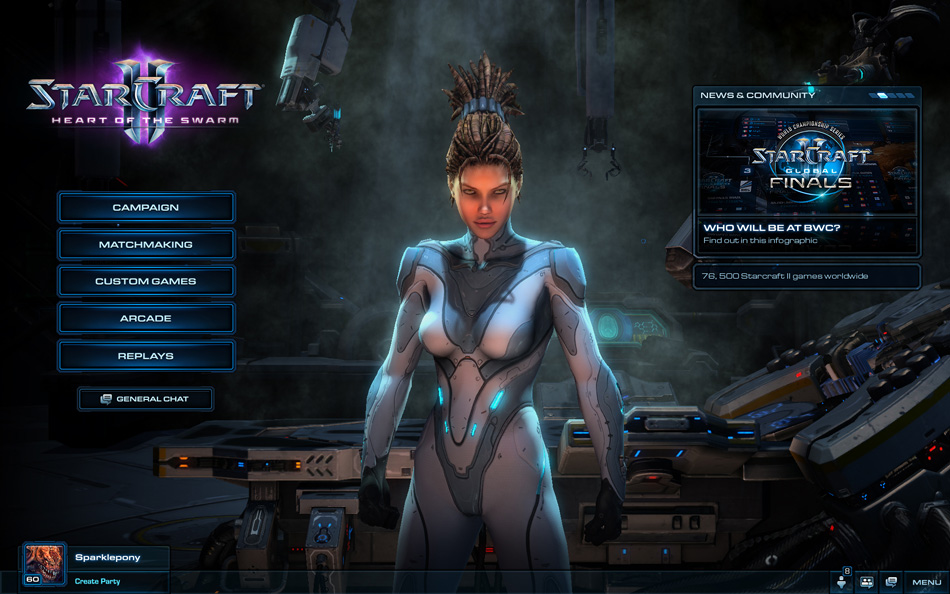 STARCRAFT II
HEART OF THE SWARM
CAMPAIGN
MATCHMAKING
CUSTOM GAMES
ARCADE
REPLAYS
GENERAL CHAT
NEWS & COMMUNITY
WORLD CHAMPIONSHIP SERIES
STARCRAFT II
GLOBAL
FINALS
WHO WILL BE AT BWC?
Find out in this infographic
76, 500 Starcraft II games worldwide
60
Sparklepony
Create Party
8
MENU